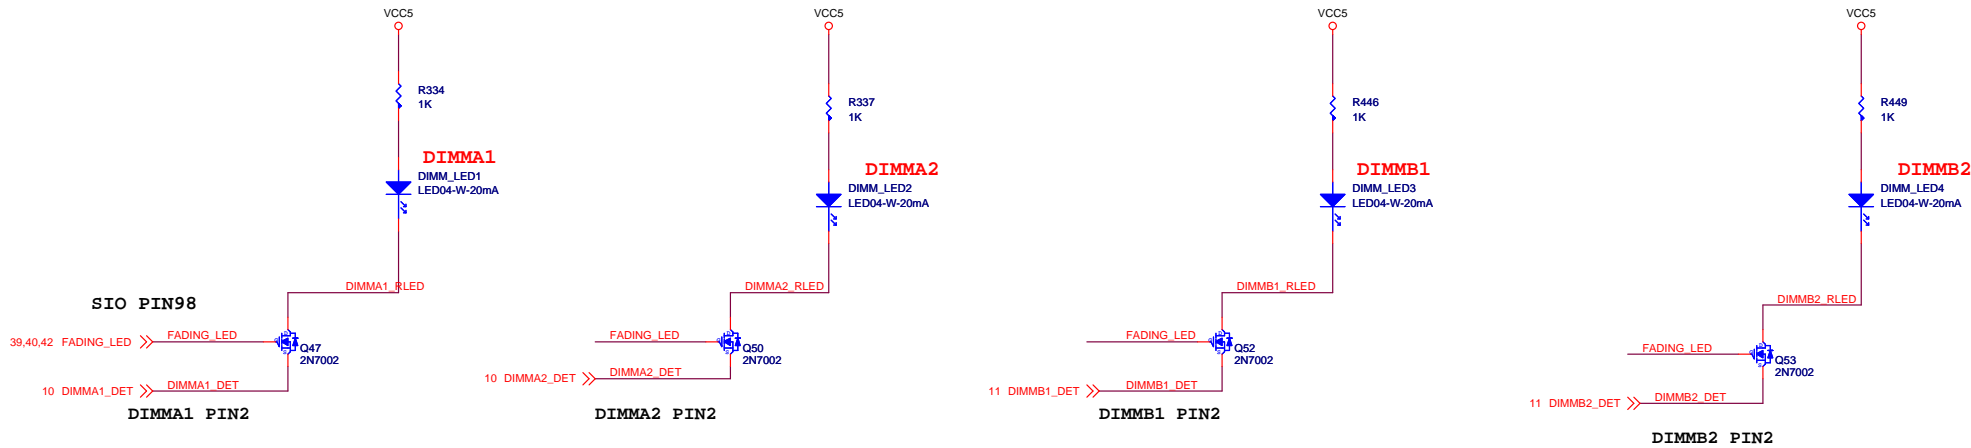 VCC5
R334
1K
DIMMA1
DIMM_LED1
LED04-W-20mA
DIMMA1_RLED
SIO PIN98
39,40,42 FADING_LED
FADING_LED
Q47
2N7002
10 DIMMA1_DET
DIMMA1_DET
DIMMA1 PIN2
VCC5
R337
1K
DIMMA2
DIMM_LED2
LED04-W-20mA
DIMMA2_RLED
FADING_LED
Q50
2N7002
10 DIMMA2_DET
DIMMA2_DET
DIMMA2 PIN2
VCC5
R446
1K
DIMMB1
DIMM_LED3
LED04-W-20mA
DIMMB1_RLED
FADING_LED
Q52
2N7002
11 DIMMB1_DET
DIMMB1_DET
DIMMB1 PIN2
VCC5
R449
1K
DIMMB2
DIMM_LED4
LED04-W-20mA
DIMMB2_RLED
FADING_LED
Q53
2N7002
11 DIMMB2_DET
DIMMB2_DET
DIMMB2 PIN2